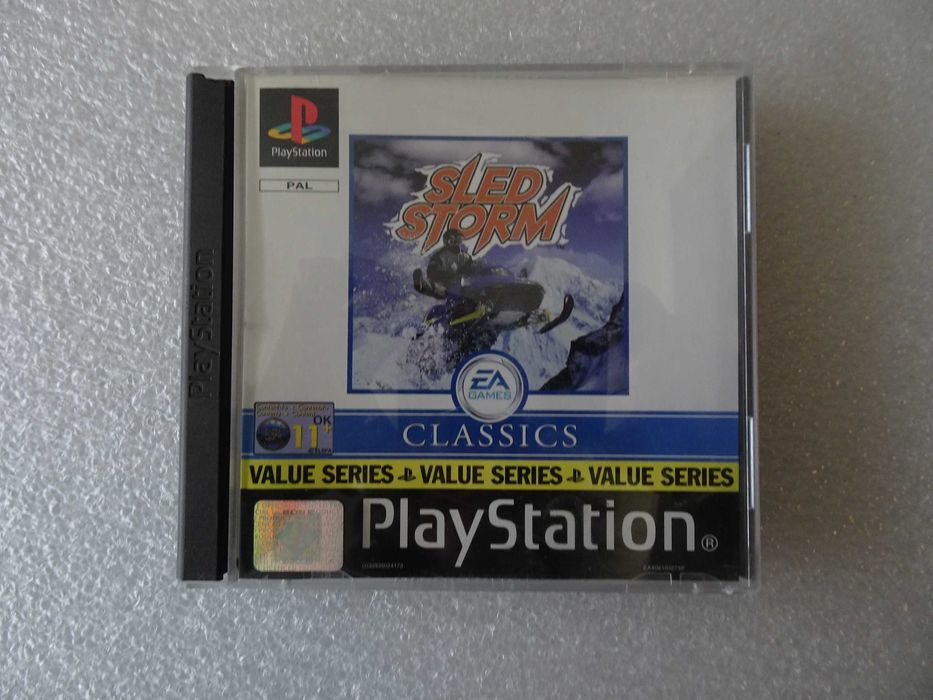 PlayStation
PlayStation
PAL
SLED
STORM
EA
GAMES
OK
11+
CLASSICS
VALUE SERIES VALUE SERIES VALUE SERIES
PlayStation®